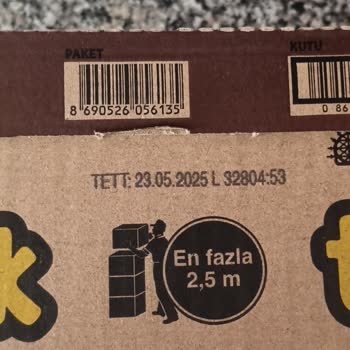 PAKET
KUTU
8 690526 056135
0 86
TETT: 23.05.2025 L 32804:53
En fazla
2,5 m
k
t